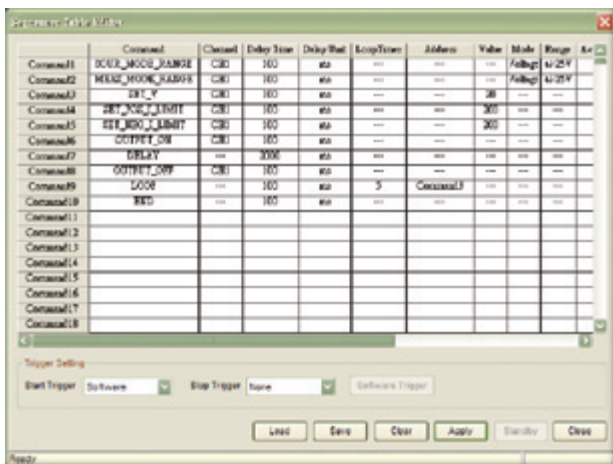 Sequence Table Editor
Command Channel Delay Time Delay Unit LoopTimes Address Value Mode Range
Command1 SOUR_MODE_RANGE CH1 100 ms --- --- --- Voltage +/-25V
Command2 MEAS_MODE_RANGE CH1 100 ms --- --- --- Voltage +/-25V
Command3 SET_V CH1 100 ms --- --- 20 --- ---
Command4 SET_POS_I_LIMIT CH1 100 ms --- --- 200 --- ---
Command5 SET_NEG_I_LIMIT CH1 100 ms --- --- 200 --- ---
Command6 OUTPUT_ON CH1 100 ms --- --- --- --- ---
Command7 DELAY --- 2000 ms --- --- --- --- ---
Command8 OUTPUT_OFF CH1 100 ms --- --- --- --- ---
Command9 LOOP --- 100 ms 5 Command3 --- --- ---
Command10 END --- 100 ms --- --- --- --- ---
Command11
Command12
Command13
Command14
Command15
Command16
Command17
Command18
Trigger Setting
Start Trigger Software Stop Trigger None Software Trigger
Load Save Clear Apply Standby Close
Ready